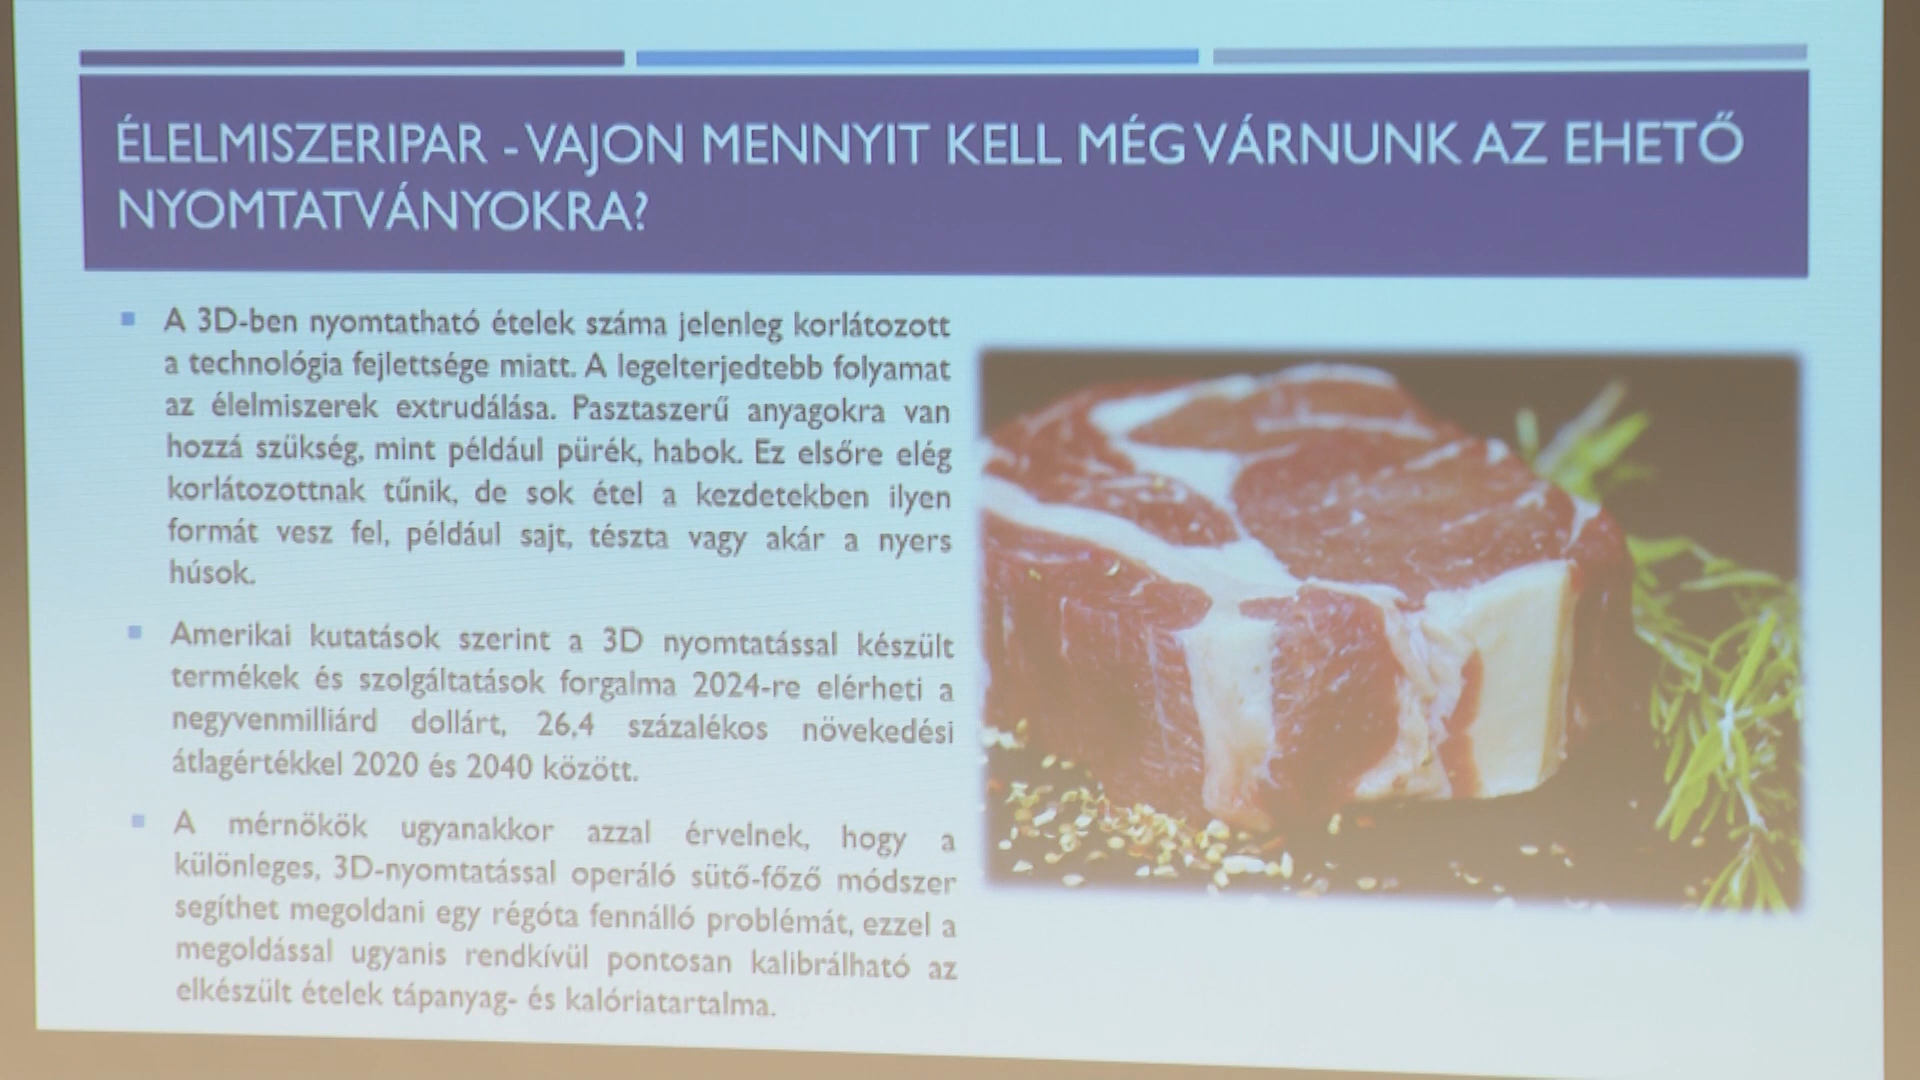 ÉLELMISZERIPAR - VAJON MENNYIT KELL MÉG VÁRNUNK AZ EHETŐ
NYOMTATVÁNYOKRA?
A 3D-ben nyomtatható ételek száma jelenleg korlátozott
a technológia fejlettsége miatt. A legelterjedtebb folyamat
az élelmiszerek extrudálása. Pasztaszerű anyagokra van
hozzá szükség, mint például pürék, habok. Ez elsőre elég
korlátozottnak tűnik, de sok étel a kezdetekben ilyen
formát vesz fel, például sajt, tészta vagy akár a nyers
húsok.
Amerikai kutatások szerint a 3D nyomtatással készült
termékek és szolgáltatások forgalma 2024-re elérheti a
negyvenmilliárd dollárt, 26,4 százalékos növekedési
átlagértékkel 2020 és 2040 között.
A mérnökök ugyanakkor azzal érvelnek, hogy a
különleges, 3D-nyomtatással operáló sütő-főző módszer
segíthet megoldani egy régóta fennálló problémát, ezzel a
megoldással ugyanis rendkívül pontosan kalibrálható az
elkészült ételek tápanyag- és kalóriatartalma.